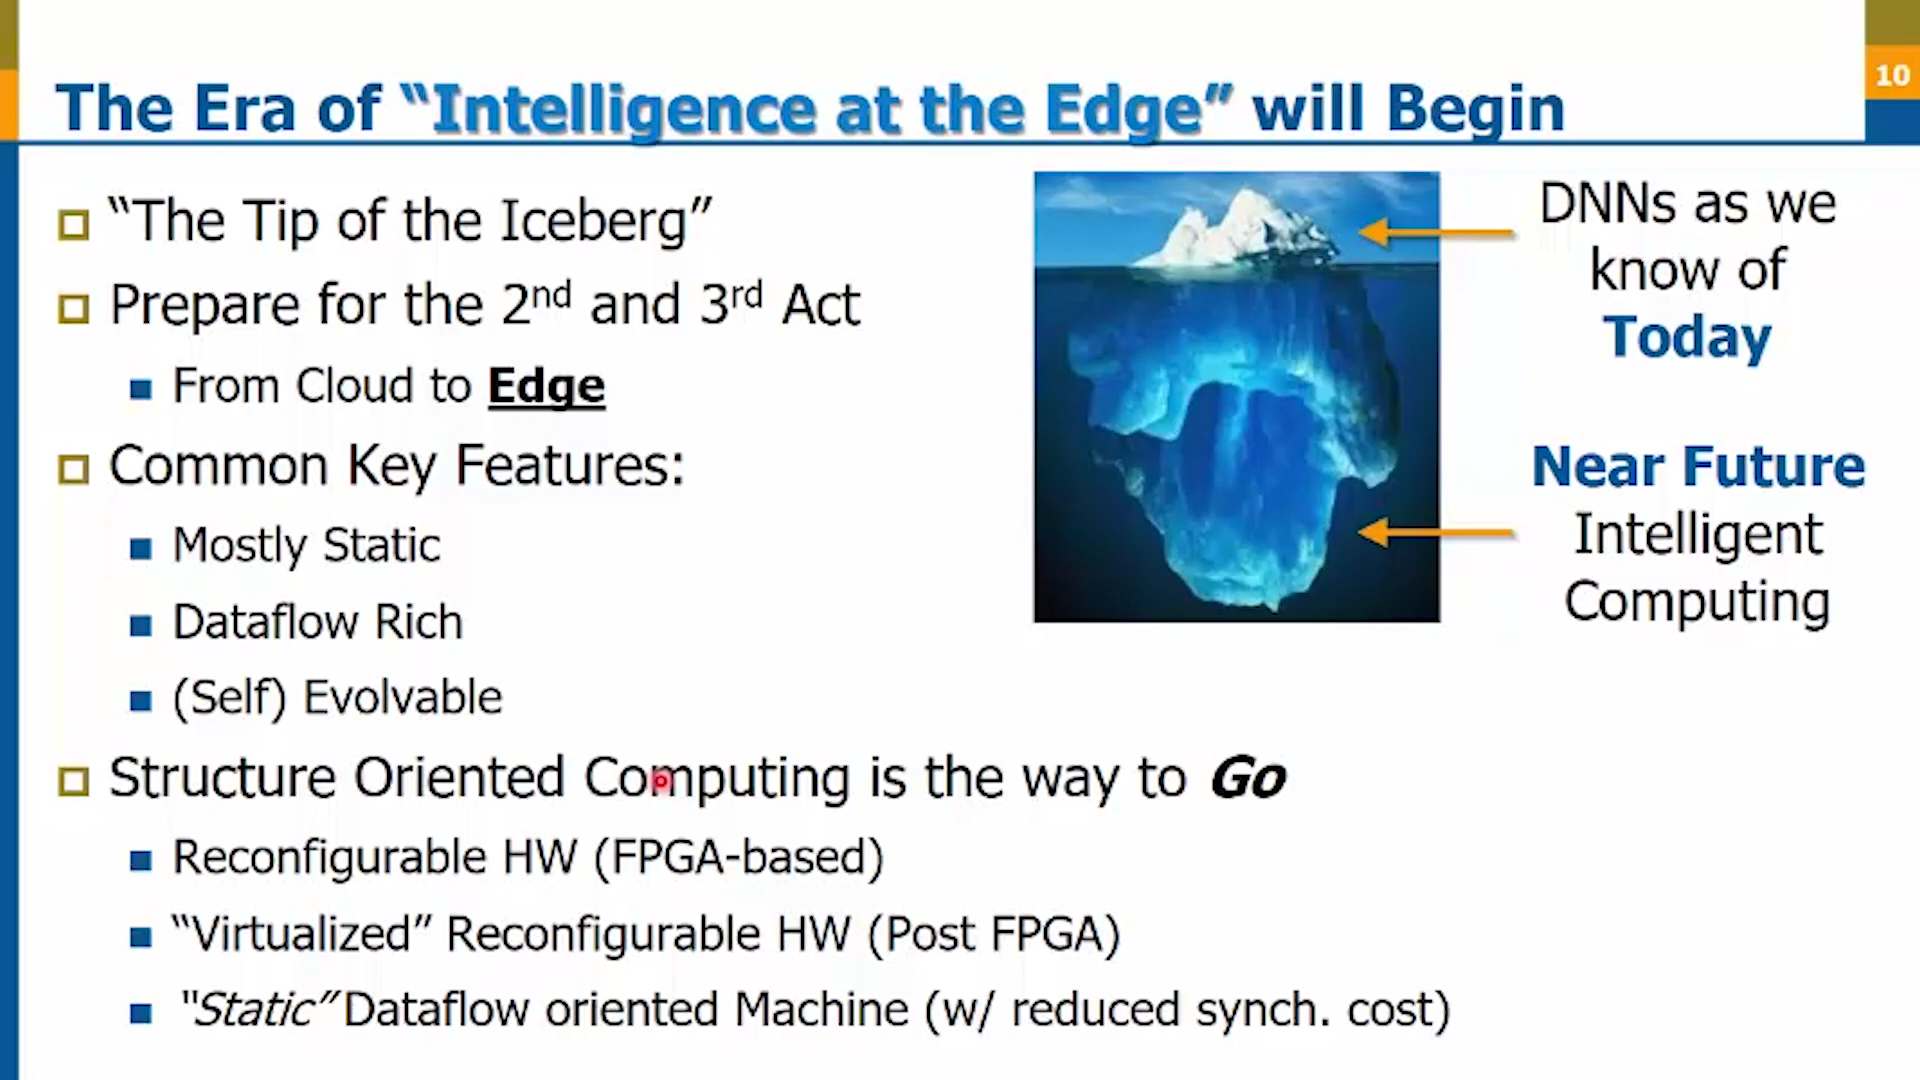 10
The Era of “Intelligence at the Edge” will Begin
“The Tip of the Iceberg”
Prepare for the 2nd and 3rd Act
From Cloud to Edge
Common Key Features:
Mostly Static
Dataflow Rich
(Self) Evolvable
Structure Oriented Computing is the way to Go
Reconfigurable HW (FPGA-based)
“Virtualized” Reconfigurable HW (Post FPGA)
“Static” Dataflow oriented Machine (w/ reduced synch. cost)
DNNs as we
know of
Today
Near Future
Intelligent
Computing